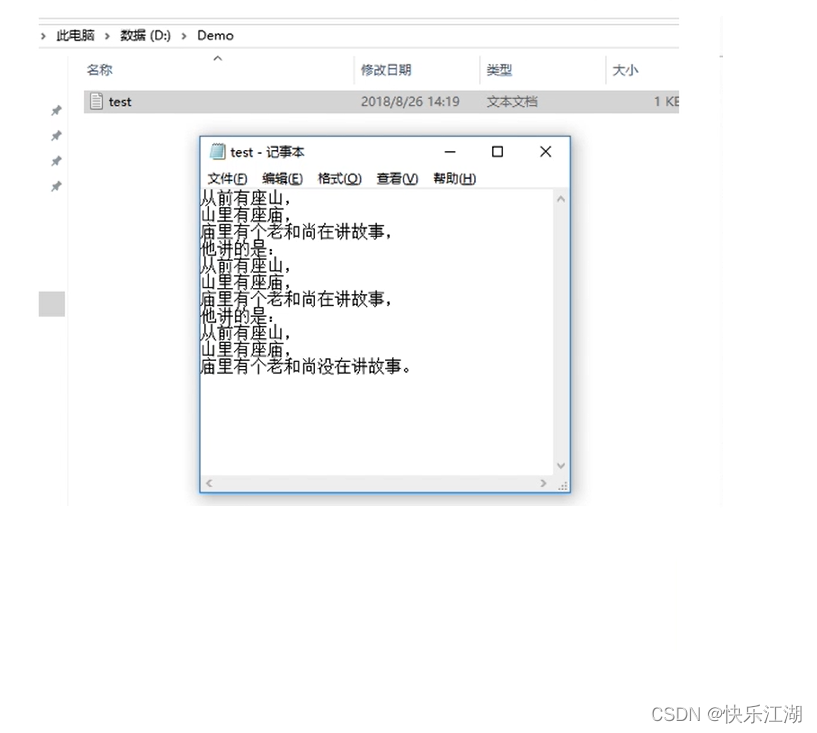 此电脑 > 数据 (D:) > Demo
名称 修改日期 类型 大小
test 2018/8/26 14:19 文本文档 1 KE
test - 记事本
文件(F) 编辑(E) 格式(O) 查看(V) 帮助(H)
从前有座山，
山里有座庙，
庙里有个老和尚在讲故事，
他讲的是：
从前有座山，
山里有座庙，
庙里有个老和尚在讲故事，
他讲的是：
从前有座山，
山里有座庙，
庙里有个老和尚没在讲故事。
CSDN @快乐江湖